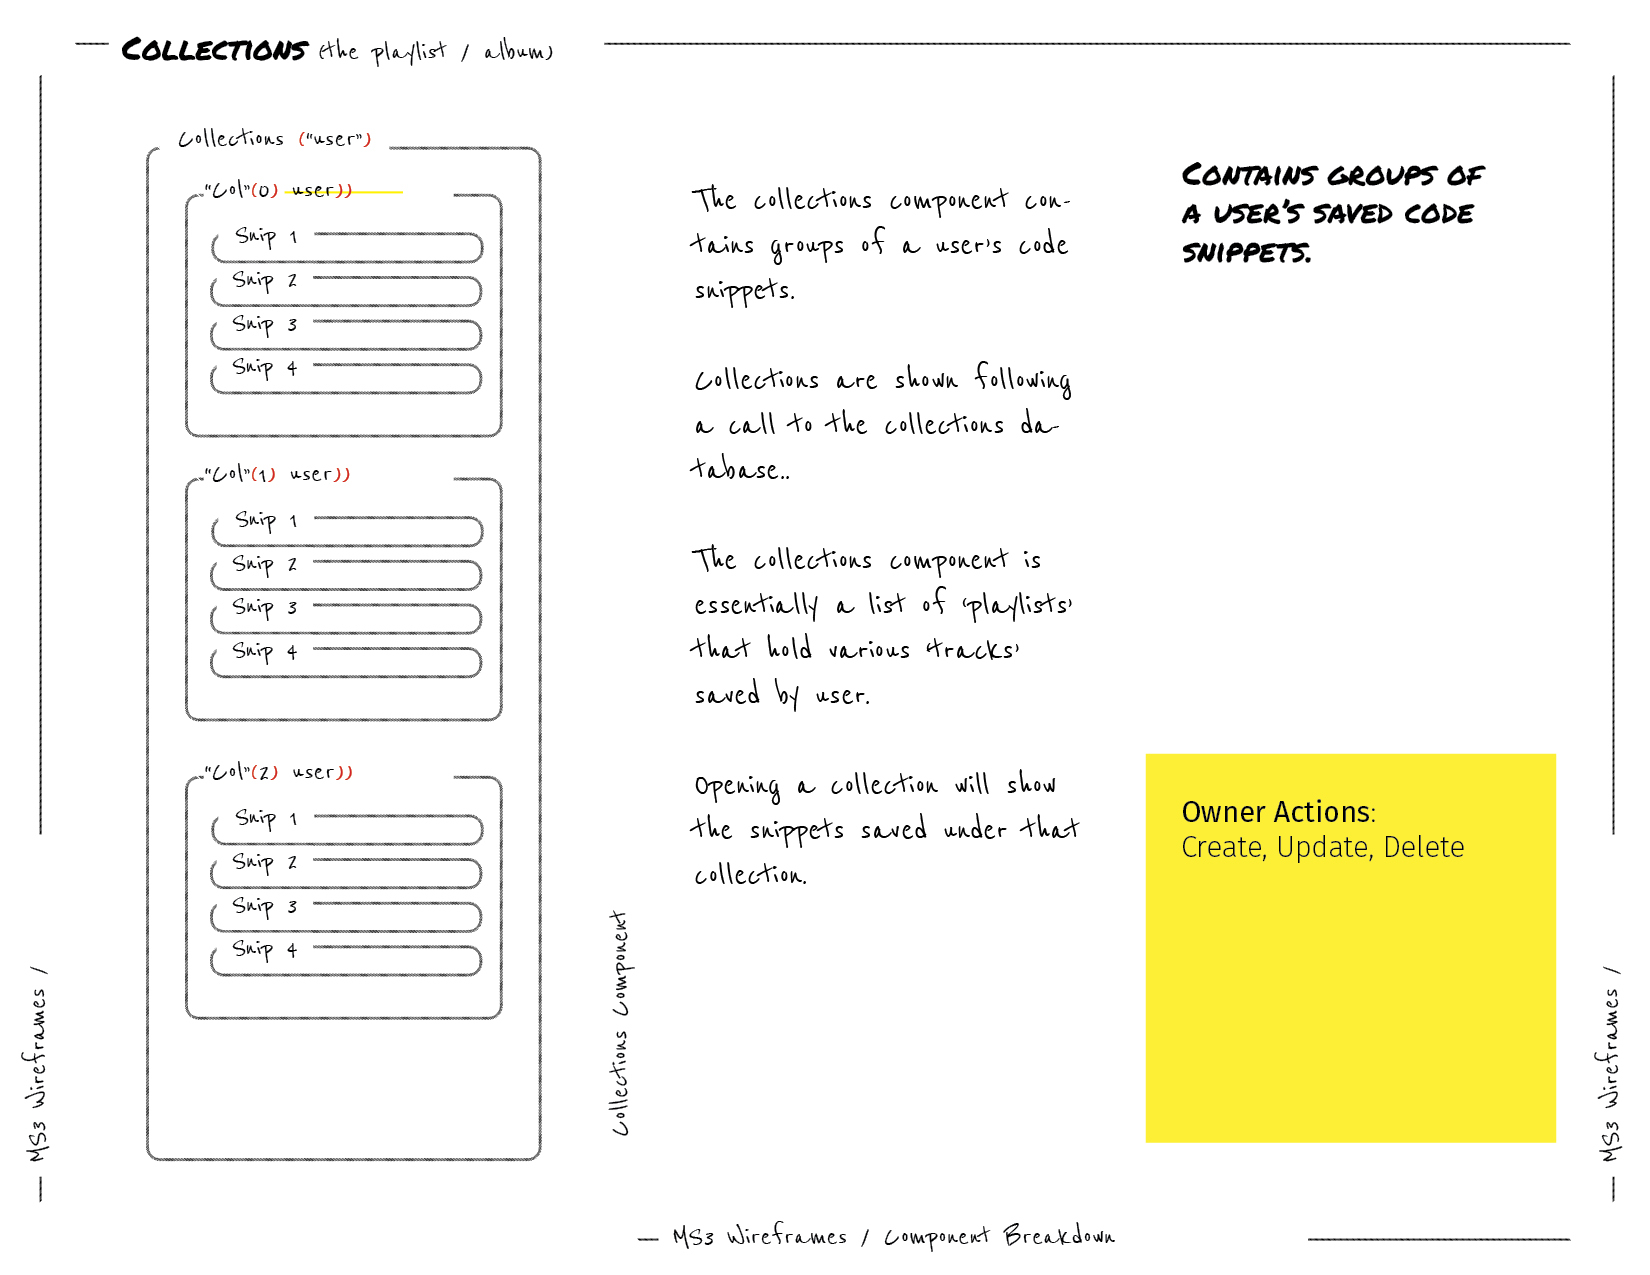 Collections (the playlist / album)
Collections ("user")
"Col"(0) user))
Snip 1
Snip 2
Snip 3
Snip 4
"Col"(1) user))
Snip 1
Snip 2
Snip 3
Snip 4
"Col"(2) user))
Snip 1
Snip 2
Snip 3
Snip 4
Collections Component
The collections component con-
tains groups of a user's code
snippets.
Collections are shown following
a call to the collections da-
tabase..
The collections component is
essentially a list of 'playlists'
that hold various 'tracks'
saved by user.
Opening a collection will show
the snippets saved under that
collection.
Contains groups of
a user's saved code
snippets.
Owner Actions:
Create, Update, Delete
MS3 Wireframes /
MS3 Wireframes /
MS3 Wireframes / Component Breakdown